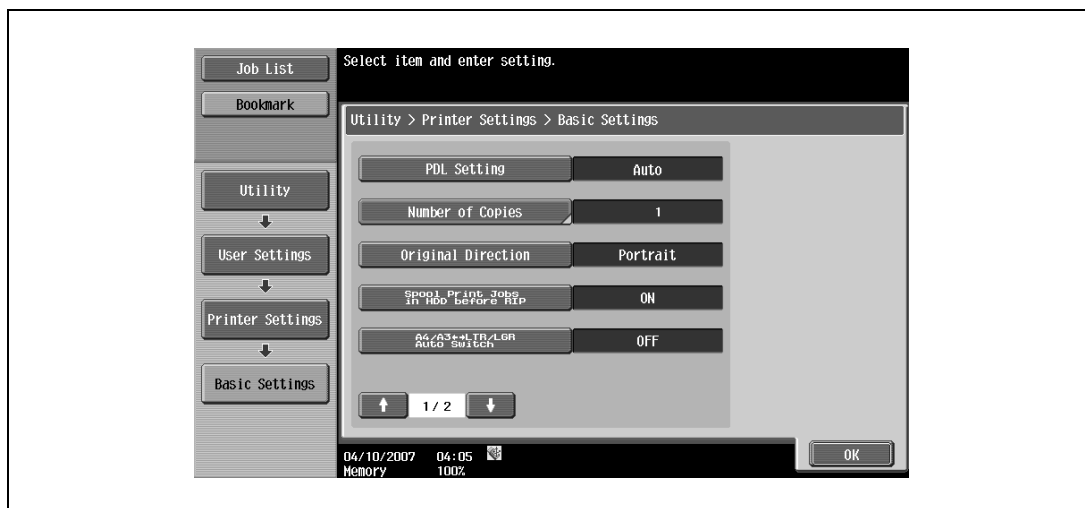 Job List
Bookmark
Utility
User Settings
Printer Settings
Basic Settings
Select item and enter setting.
Utility > Printer Settings > Basic Settings
PDL Setting
Auto
Number of Copies
1
Original Direction
Portrait
Spool Print Jobs
in HDD before RIP
ON
A4/A3↔LTR/LGR
Auto Switch
OFF
1/ 2
04/10/2007 04:05
Memory 100%
OK